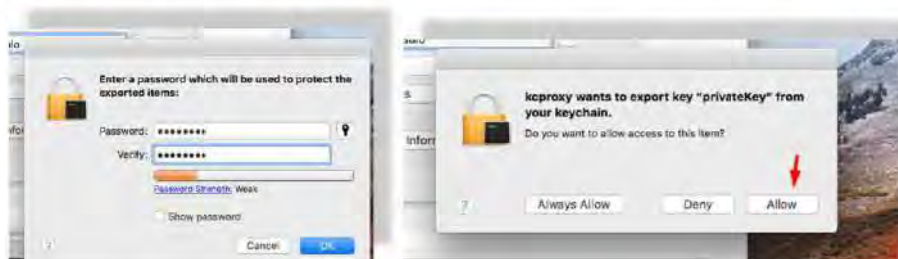 Enter a password which will be used to protect the
exported items:
Password:
Verify:
Password Strength: Weak
Show password
?
Cancel
OK
s
Inforr
kcproxy wants to export key "privateKey" from
your keychain.
Do you want to allow access to this item?
?
Always Allow
Deny
Allow